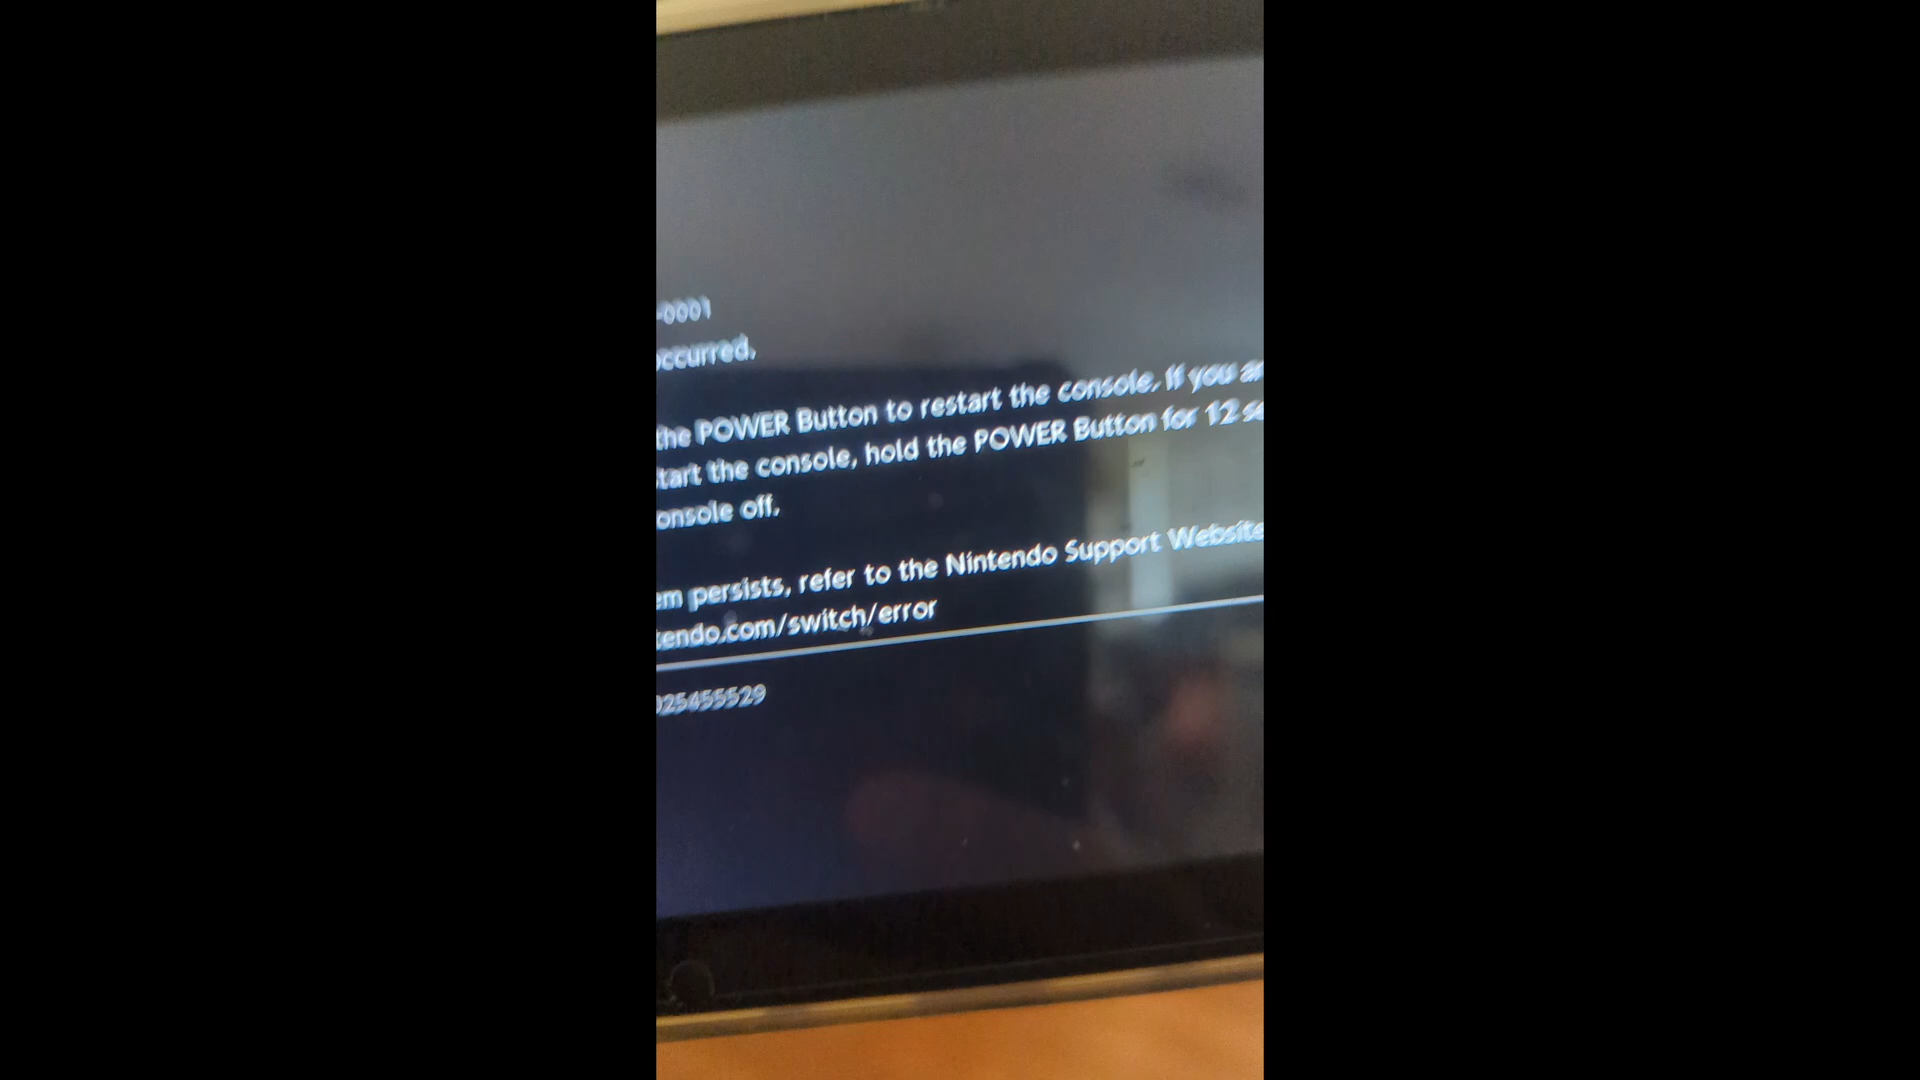 -0001
occurred.
the POWER Button to restart the console. If you ar
tart the console, hold the POWER Button for 12 se
onsole off.
em persists, refer to the Nintendo Support Website
tendo.com/switch/error
025455529